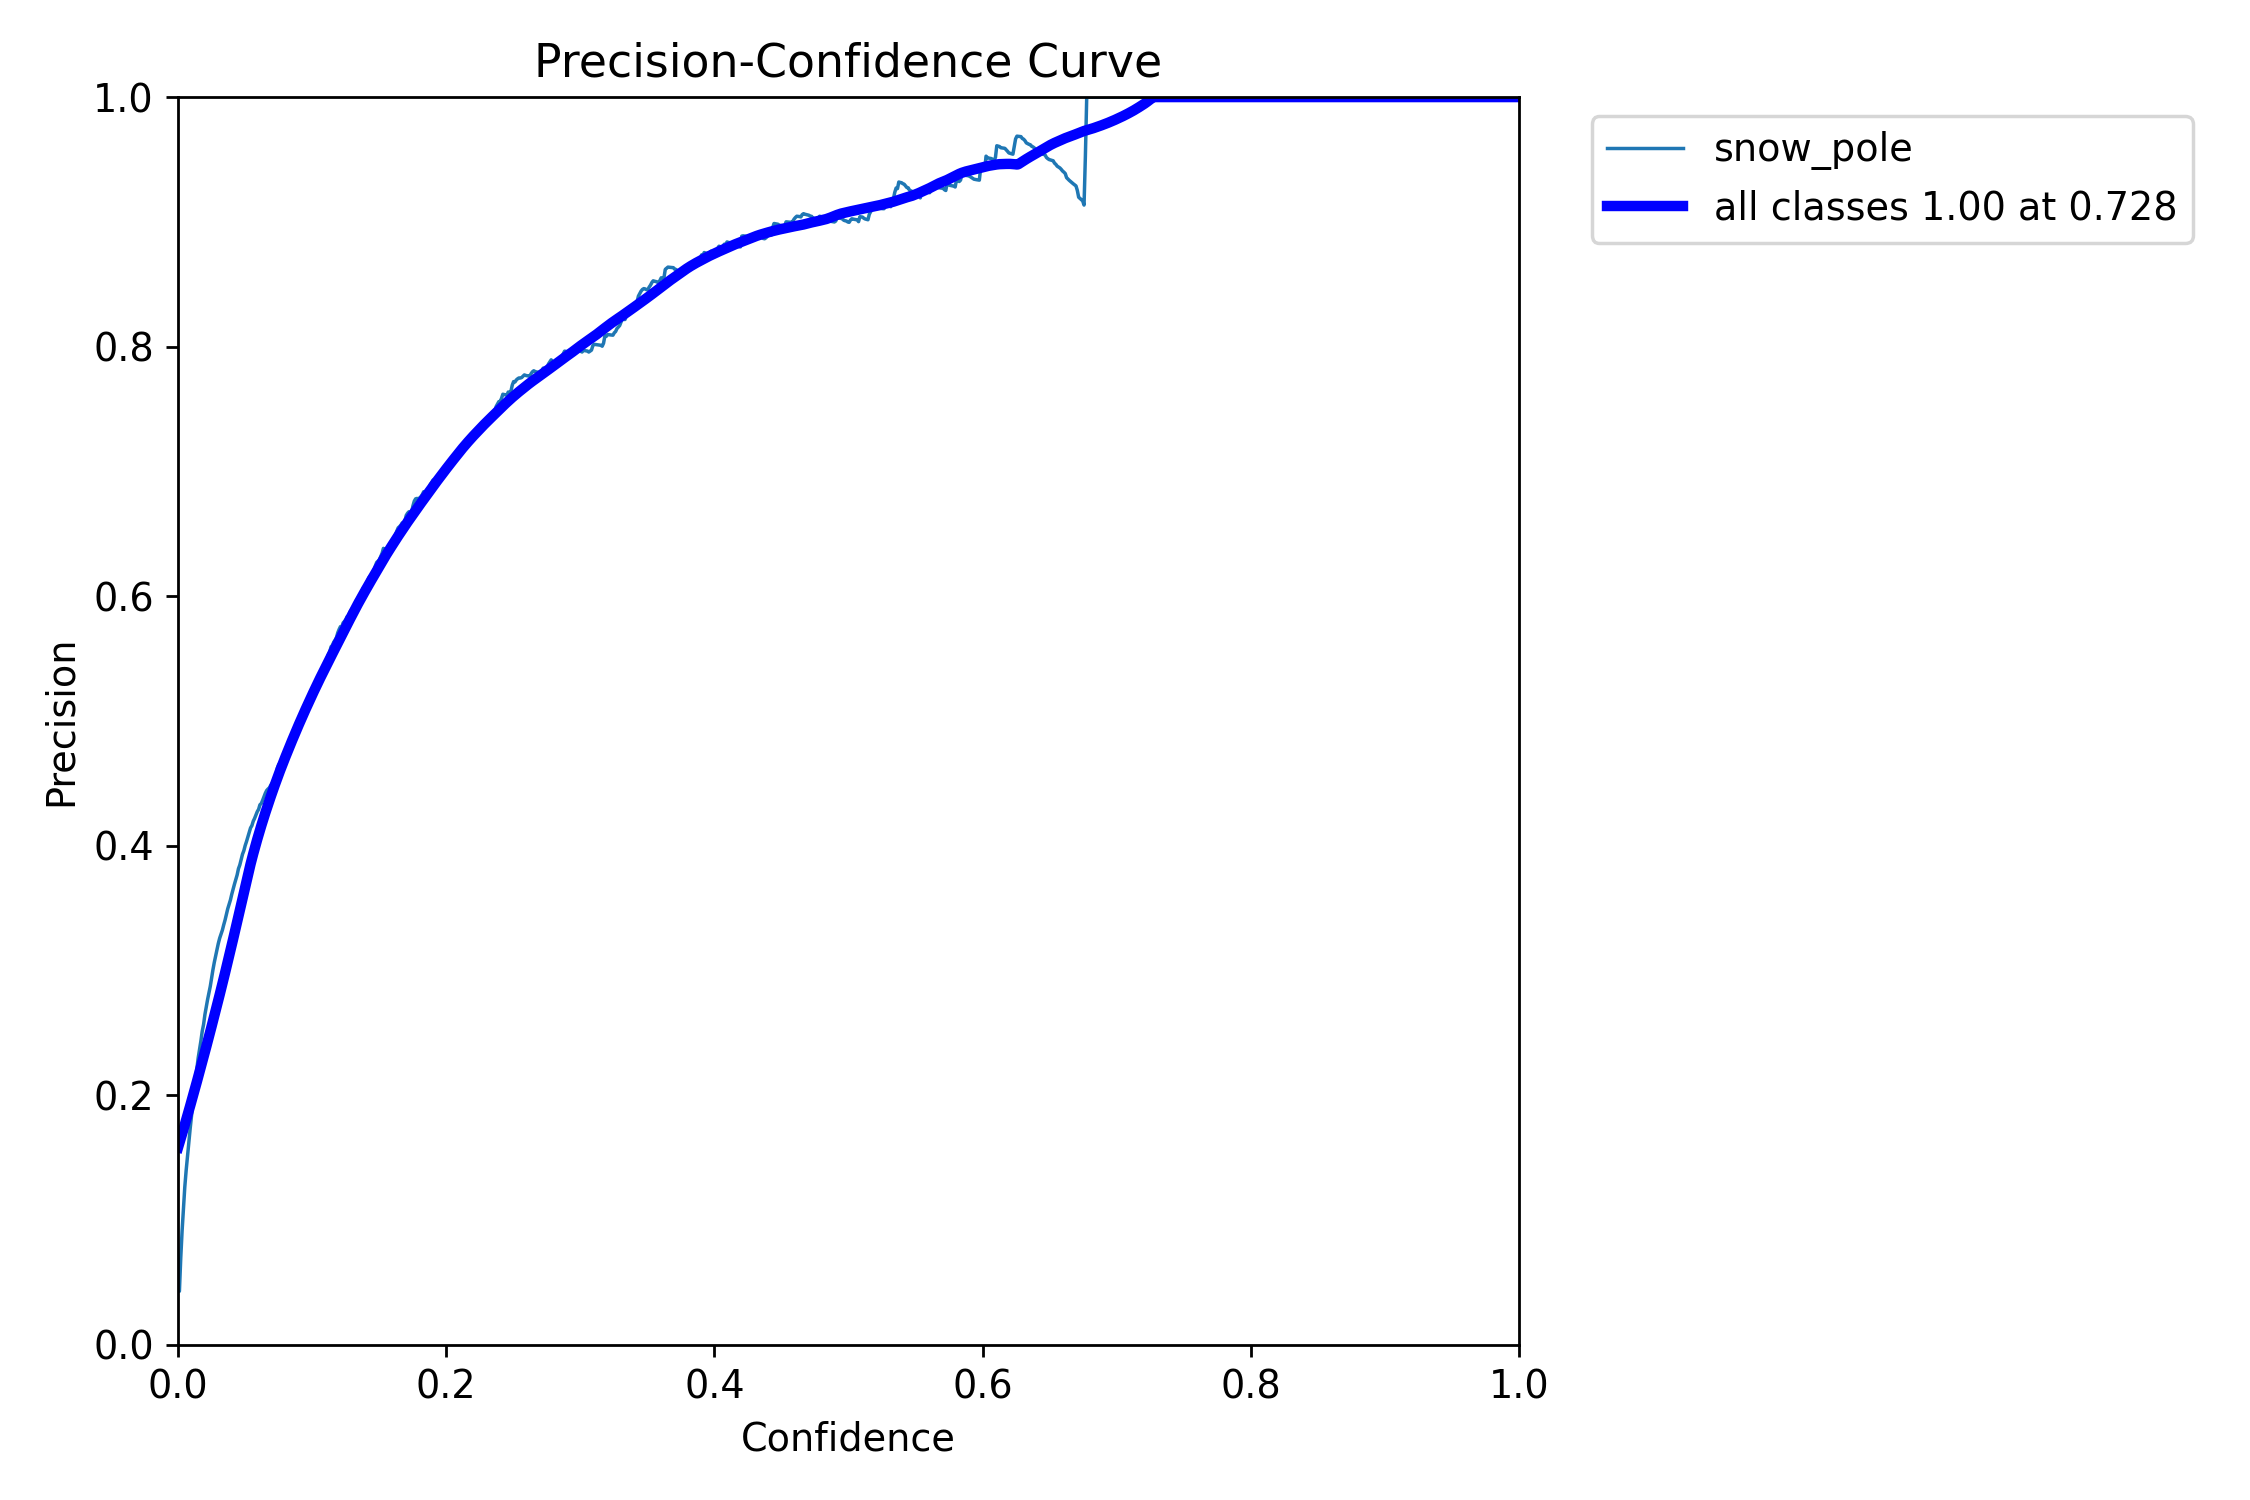 Precision-Confidence Curve
1.0
0.8
0.6
0.4
0.2
0.0
Precision
0.0 0.2 0.4 0.6 0.8 1.0
Confidence
snow_pole
all classes 1.00 at 0.728